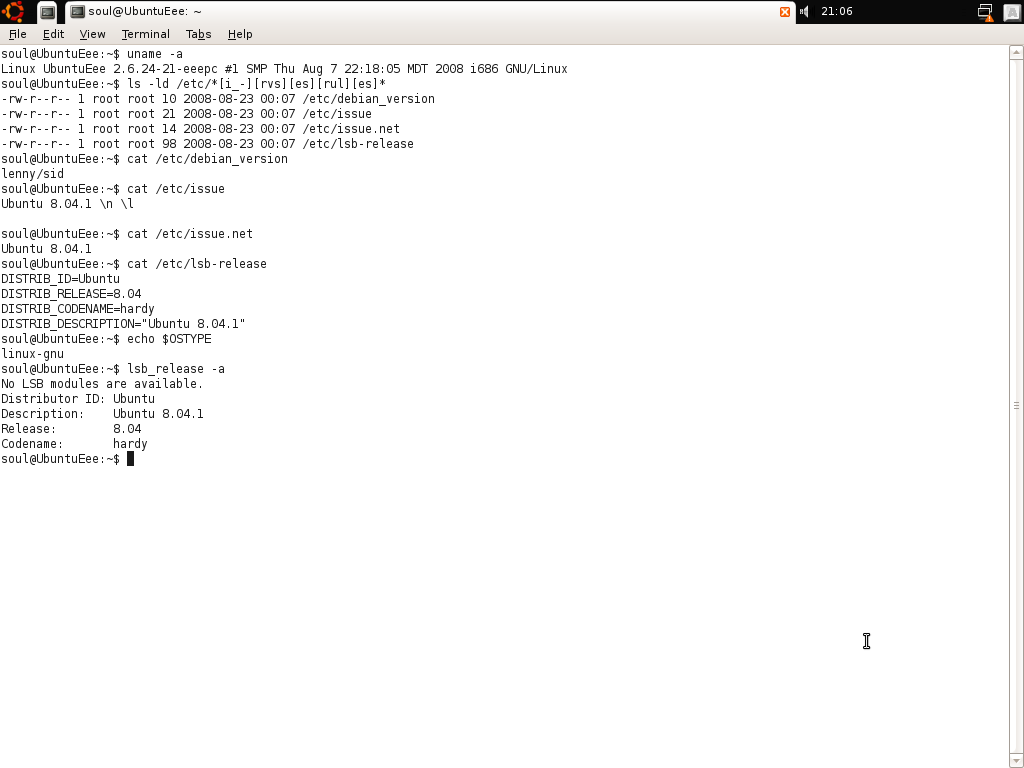 soul@UbuntuEee: ~
21:06
File Edit View Terminal Tabs Help
soul@UbuntuEee:~$ uname -a
Linux UbuntuEee 2.6.24-21-eeepc #1 SMP Thu Aug 7 22:18:05 MDT 2008 i686 GNU/Linux
soul@UbuntuEee:~$ ls -ld /etc/*[i_-][rvs][es][rul][es]*
-rw-r--r-- 1 root root 10 2008-08-23 00:07 /etc/debian_version
-rw-r--r-- 1 root root 21 2008-08-23 00:07 /etc/issue
-rw-r--r-- 1 root root 14 2008-08-23 00:07 /etc/issue.net
-rw-r--r-- 1 root root 98 2008-08-23 00:07 /etc/lsb-release
soul@UbuntuEee:~$ cat /etc/debian_version
lenny/sid
soul@UbuntuEee:~$ cat /etc/issue
Ubuntu 8.04.1 \n \l

soul@UbuntuEee:~$ cat /etc/issue.net
Ubuntu 8.04.1
soul@UbuntuEee:~$ cat /etc/lsb-release
DISTRIB_ID=Ubuntu
DISTRIB_RELEASE=8.04
DISTRIB_CODENAME=hardy
DISTRIB_DESCRIPTION="Ubuntu 8.04.1"
soul@UbuntuEee:~$ echo $OSTYPE
linux-gnu
soul@UbuntuEee:~$ lsb_release -a
No LSB modules are available.
Distributor ID: Ubuntu
Description:    Ubuntu 8.04.1
Release:        8.04
Codename:       hardy
soul@UbuntuEee:~$